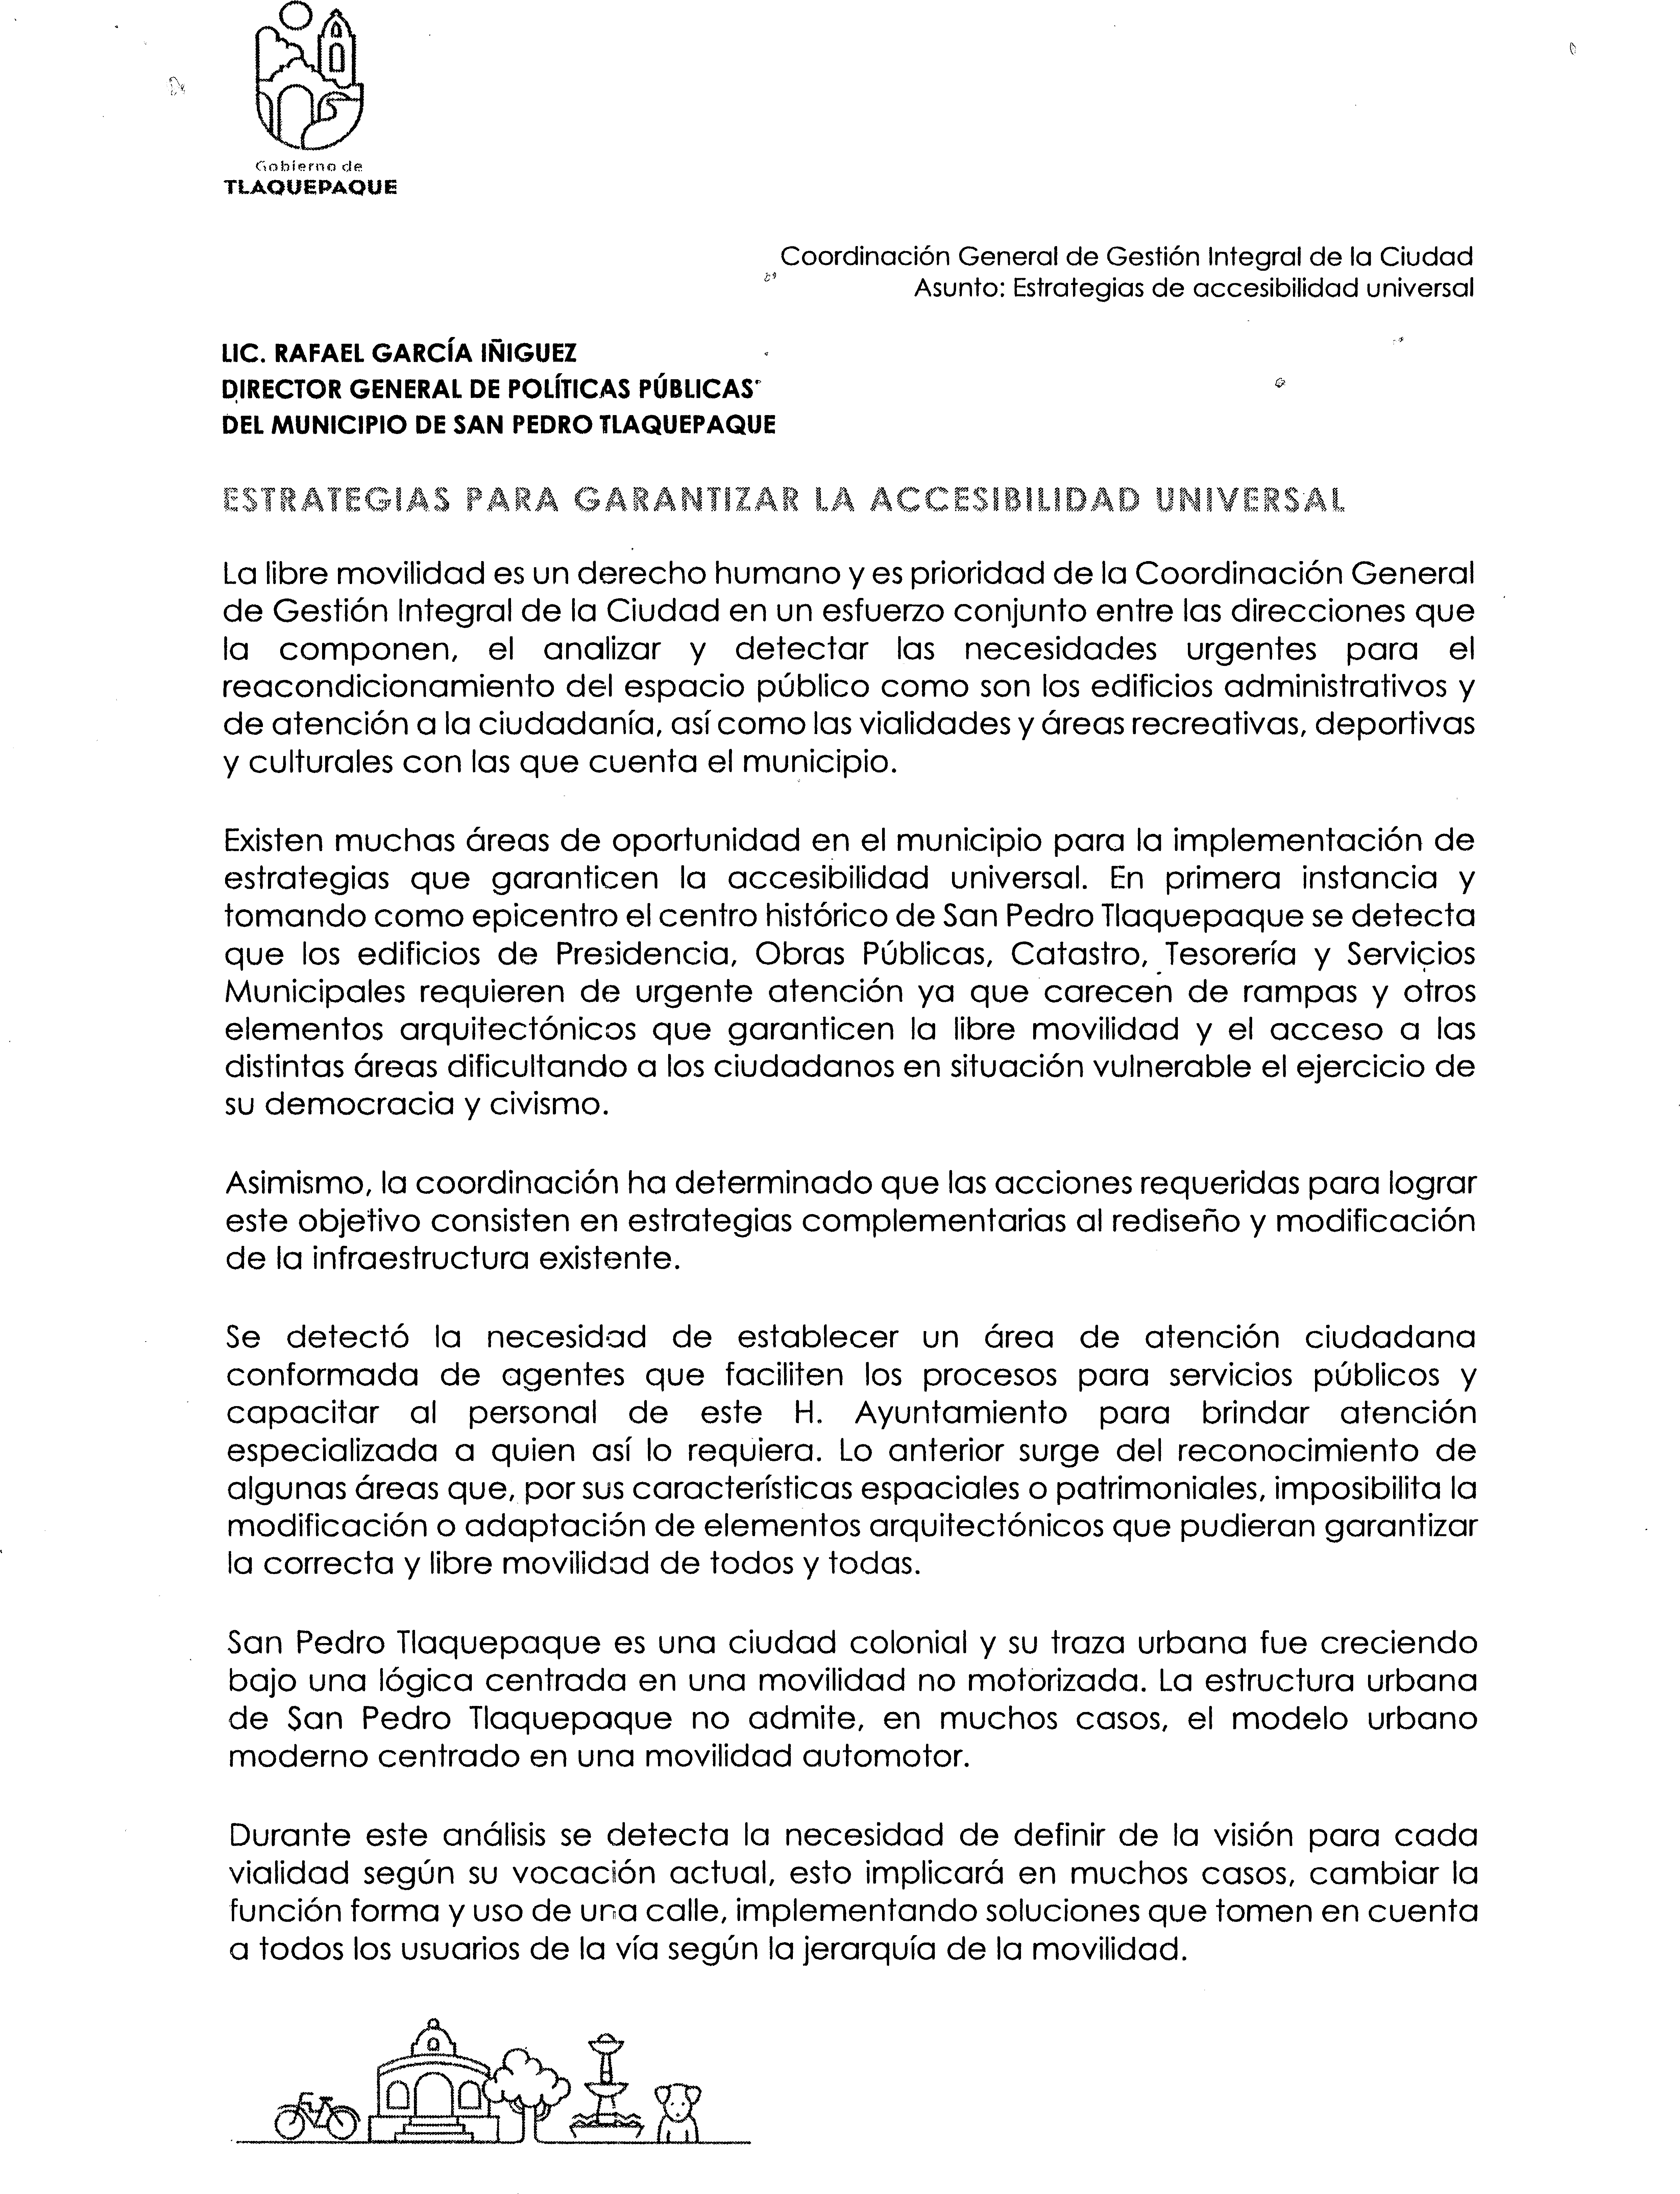 Gobierno de
TLAQUEPAQUE
Coordinación General de Gestión Integral de la Ciudad
Asunto: Estrategias de accesibilidad universal
LIC. RAFAEL GARCÍA IÑIGUEZ
DIRECTOR GENERAL DE POLÍTICAS PÚBLICAS
DEL MUNICIPIO DE SAN PEDRO TLAQUEPAQUE
ESTRATEGIAS PARA GARANTIZAR LA ACCESIBILIDAD UNIVERSAL
La libre movilidad es un derecho humano y es prioridad de la Coordinación General
de Gestión Integral de la Ciudad en un esfuerzo conjunto entre las direcciones que
la componen, el analizar y detectar las necesidades urgentes para el
reacondicionamiento del espacio público como son los edificios administrativos y
de atención a la ciudadanía, así como las vialidades y áreas recreativas, deportivas
y culturales con las que cuenta el municipio.
Existen muchas áreas de oportunidad en el municipio para la implementación de
estrategias que garanticen la accesibilidad universal. En primera instancia y
tomando como epicentro el centro histórico de San Pedro Tlaquepaque se detecta
que los edificios de Presidencia, Obras Públicas, Catastro, Tesorería y Servicios
Municipales requieren de urgente atención ya que carecen de rampas y otros
elementos arquitectónicos que garanticen la libre movilidad y el acceso a las
distintas áreas dificultando a los ciudadanos en situación vulnerable el ejercicio de
su democracia y civismo.
Asimismo, la coordinación ha determinado que las acciones requeridas para lograr
este objetivo consisten en estrategias complementarias al rediseño y modificación
de la infraestructura existente.
Se detectó la necesidad de establecer un área de atención ciudadana
conformada de agentes que faciliten los procesos para servicios públicos y
capacitar al personal de este H. Ayuntamiento para brindar atención
especializada a quien así lo requiera. Lo anterior surge del reconocimiento de
algunas áreas que, por sus características espaciales o patrimoniales, imposibilita la
modificación o adaptación de elementos arquitectónicos que pudieran garantizar
la correcta y libre movilidad de todos y todas.
San Pedro Tlaquepaque es una ciudad colonial y su traza urbana fue creciendo
bajo una lógica centrada en una movilidad no motorizada. La estructura urbana
de San Pedro Tlaquepaque no admite, en muchos casos, el modelo urbano
moderno centrado en una movilidad automotor.
Durante este análisis se detecta la necesidad de definir de la visión para cada
vialidad según su vocación actual, esto implicará en muchos casos, cambiar la
función forma y uso de una calle, implementando soluciones que tomen en cuenta
a todos los usuarios de la vía según la jerarquía de la movilidad.